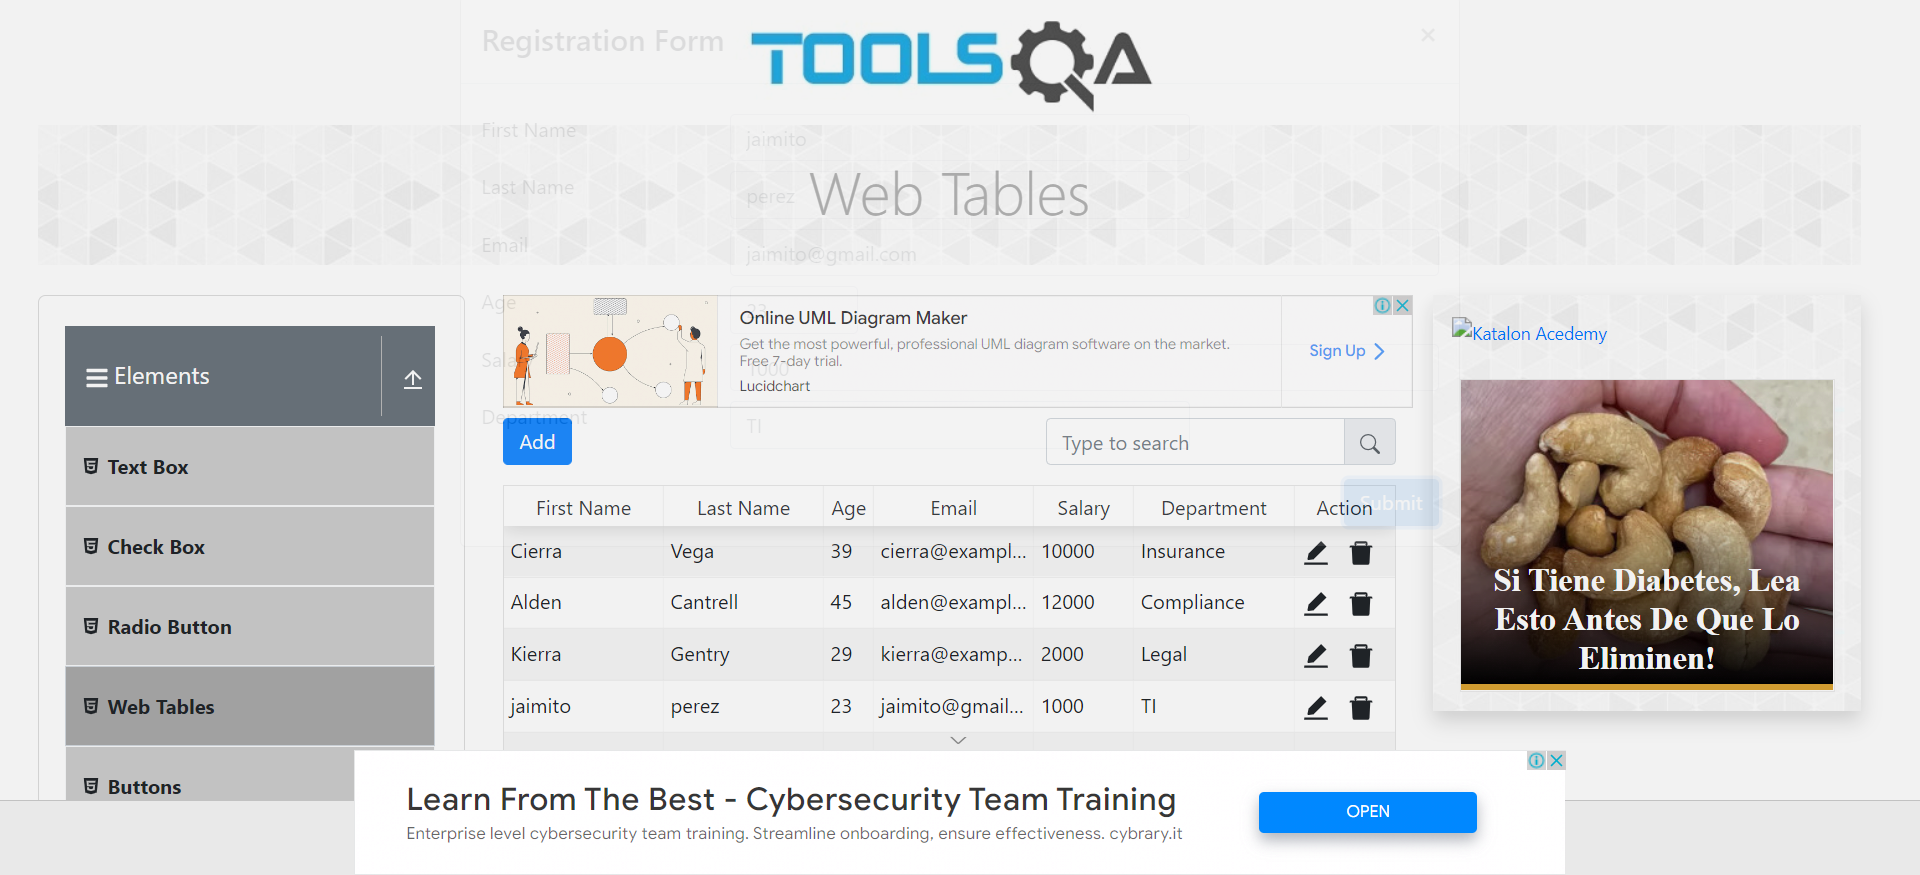 Registration Form
×
TOOLSQA
First Name
jaimito
Last Name
perez
Web Tables
Email
jaimito@gmail.com
Age
23
Salary
1000
Department
TI
Submit
Elements
Text Box
Check Box
Radio Button
Web Tables
Buttons
Online UML Diagram Maker
Get the most powerful, professional UML diagram software on the market.
Free 7-day trial.
Lucidchart
Sign Up
Add
Type to search
First Name Last Name Age Email Salary Department Action
Cierra Vega 39 cierra@exampl... 10000 Insurance
Alden Cantrell 45 alden@exampl... 12000 Compliance
Kierra Gentry 29 kierra@examp... 2000 Legal
jaimito perez 23 jaimito@gmail... 1000 TI
Katalon Acedemy
Si Tiene Diabetes, Lea
Esto Antes De Que Lo
Eliminen!
Learn From The Best - Cybersecurity Team Training
Enterprise level cybersecurity team training. Streamline onboarding, ensure effectiveness. cybrary.it
OPEN